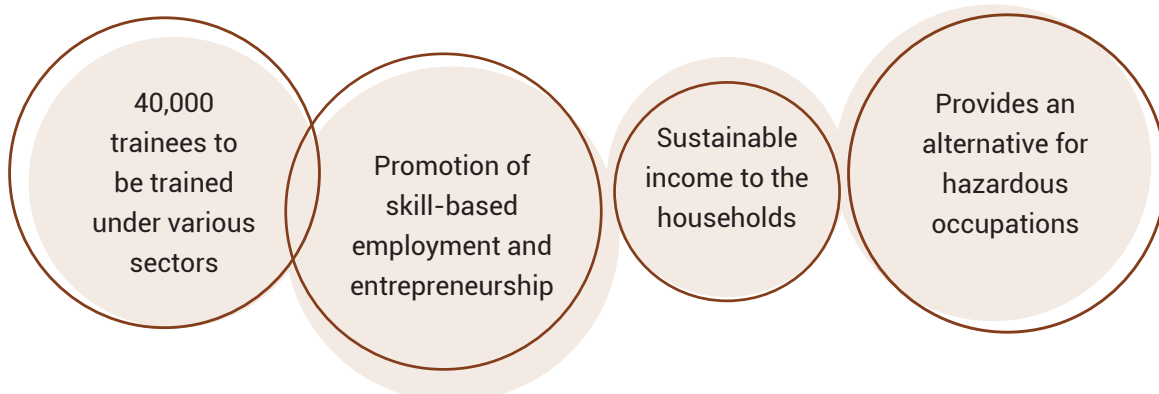 40,000
trainees to
be trained
under various
sectors
Promotion of
skill-based
employment and
entrepreneurship
Sustainable
income to the
households
Provides an
alternative for
hazardous
occupations